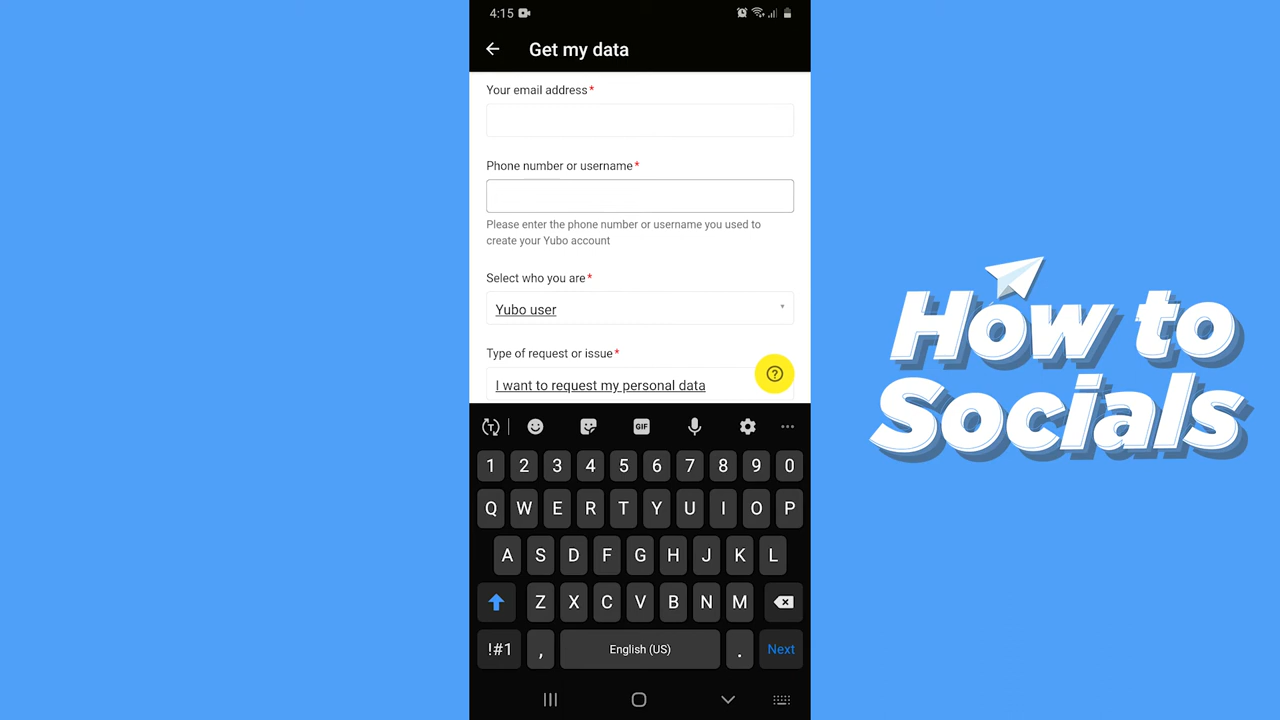 4:15
Get my data
Your email address*
Phone number or username*
Please enter the phone number or username you used to
create your Yubo account
Select who you are*
Yubo user
Type of request or issue*
I want to request my personal data
?
T
GIF
1 2 3 4 5 6 7 8 9 0
Q W E R T Y U I O P
A S D F G H J K L
Z X C V B N M
!#1 , English (US) . Next
How to
Socials